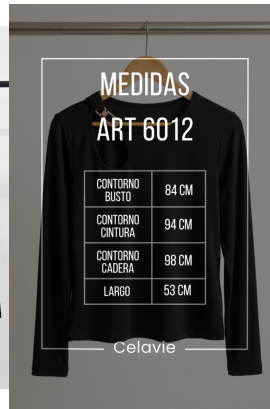 MEDIDAS
ART 6012
CONTORNO
BUSTO
84 CM
CONTORNO
CINTURA
94 CM
CONTORNO
CADERA
98 CM
LARGO
53 CM
Celavie